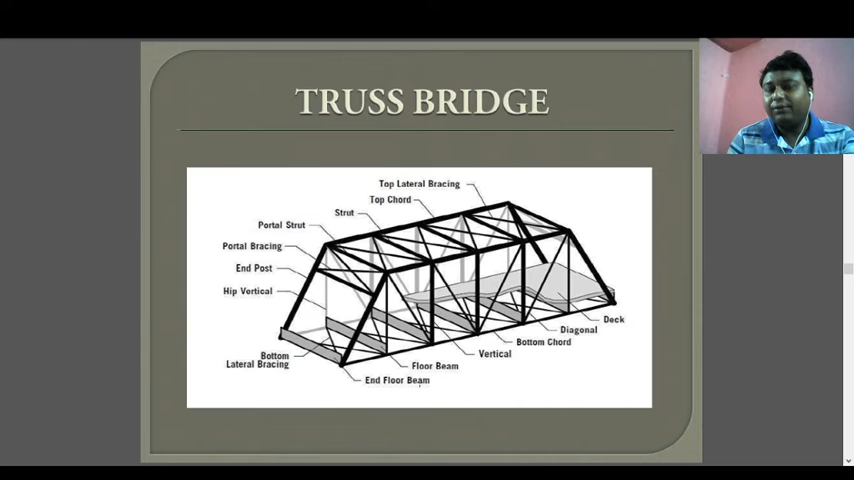 TRUSS BRIDGE
Top Lateral Bracing
Top Chord
Strut
Portal Strut
Portal Bracing
End Post
Hip Vertical
Bottom
Lateral Bracing
End Floor Beam
Floor Beam
Vertical
Bottom Chord
Diagonal
Deck